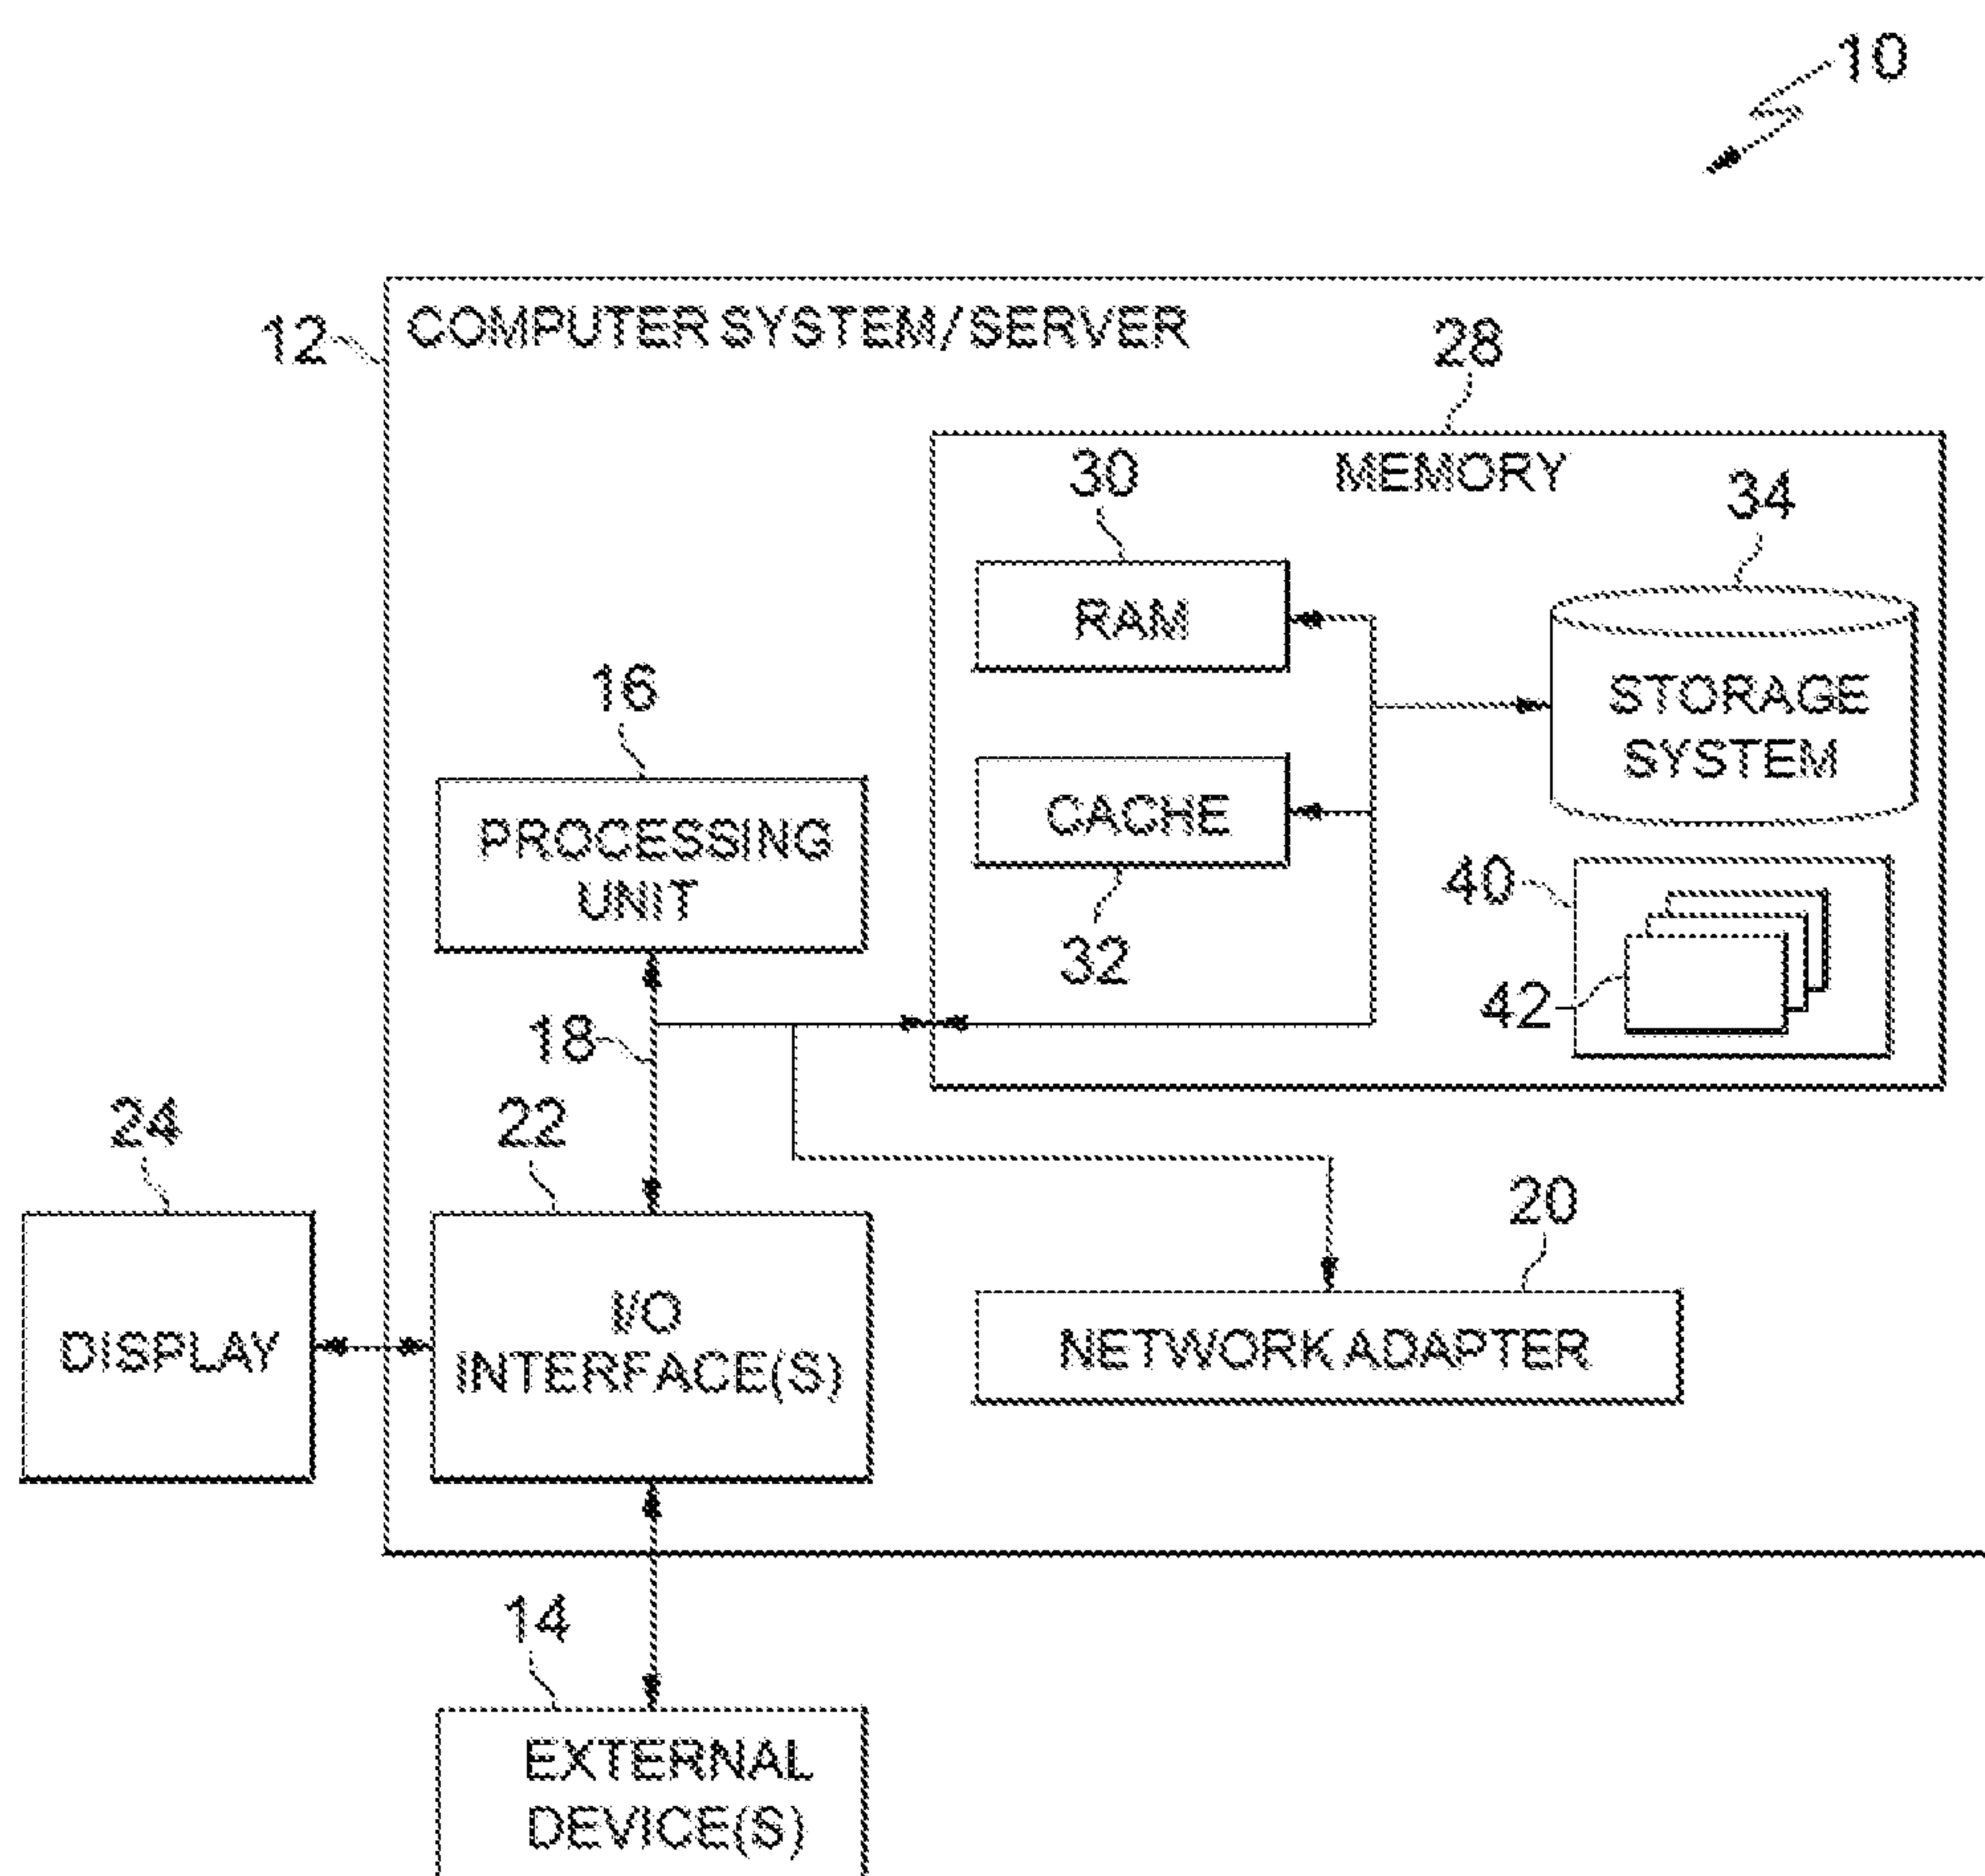 10
12
COMPUTER SYSTEM/SERVER
28
MEMORY
30
34
RAM
STORAGE
SYSTEM
16
PROCESSING
UNIT
CACHE
32
40
42
18
24
22
20
DISPLAY
I/O
INTERFACE(S)
NETWORK ADAPTER
14
EXTERNAL
DEVICE(S)